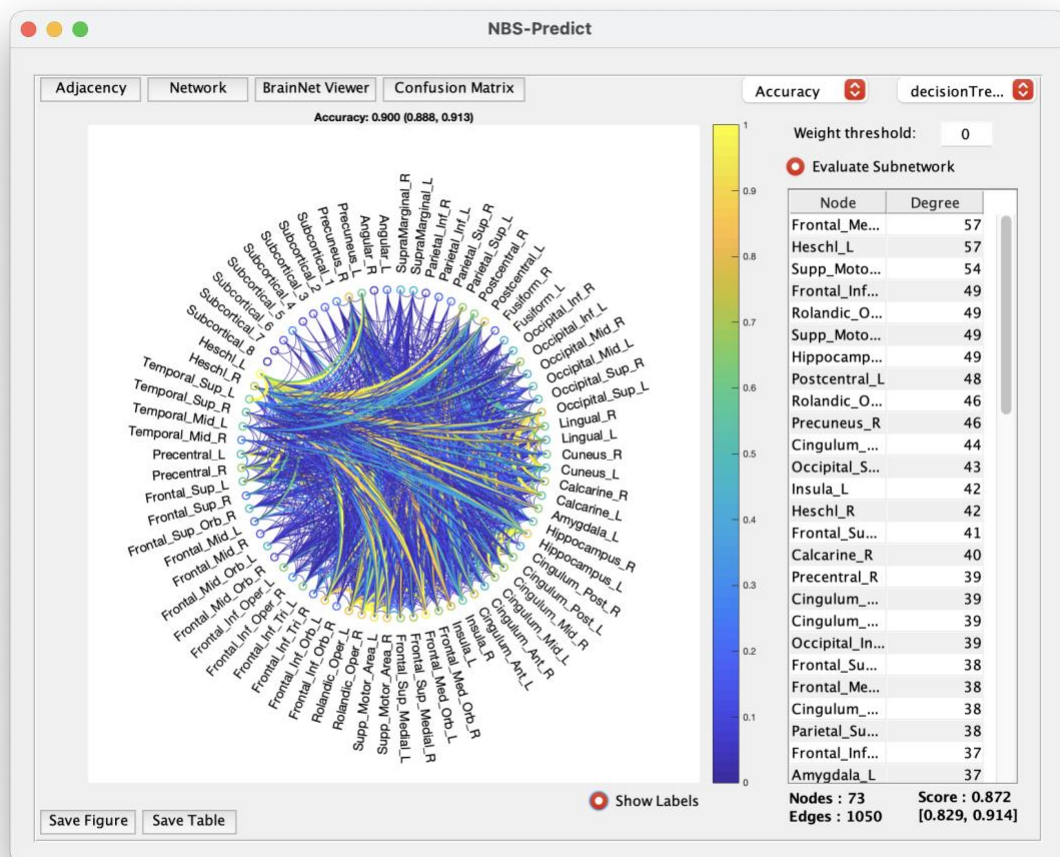 NBS-Predict
Adjacency
Network
BrainNet Viewer
Confusion Matrix
Accuracy
decisionTre...
Accuracy: 0.900 (0.888, 0.913)
Weight threshold:
0
Evaluate Subnetwork
SupraMarginal_R
SupraMarginal_L
Parietal_Inf_R
Parietal_Inf_L
Parietal_Sup_R
Parietal_Sup_L
Postcentral_R
Postcentral_L
Fusiform_R
Fusiform_L
Occipital_Inf_R
Occipital_Inf_L
Occipital_Mid_R
Occipital_Mid_L
Occipital_Sup_R
Occipital_Sup_L
Lingual_R
Lingual_L
Cuneus_R
Cuneus_L
Calcarine_R
Calcarine_L
Amygdala_L
Hippocampus_R
Hippocampus_L
Cingulum_Post_R
Cingulum_Post_L
Cingulum_Mid_R
Cingulum_Mid_L
Cingulum_Ant_R
Cingulum_Ant_L
Insula_R
Insula_L
Frontal_Med_Orb_R
Frontal_Med_Orb_L
Frontal_Sup_Medial_R
Frontal_Sup_Medial_L
Supp_Motor_Area_R
Supp_Motor_Area_L
Rolandic_Oper_R
Rolandic_Oper_L
Frontal_Inf_Orb_R
Frontal_Inf_Orb_L
Frontal_Inf_Tri_R
Frontal_Inf_Tri_L
Frontal_Inf_Oper_R
Frontal_Inf_Oper_L
Frontal_Mid_Orb_R
Frontal_Mid_Orb_L
Frontal_Mid_R
Frontal_Mid_L
Frontal_Sup_Orb_R
Frontal_Sup_R
Frontal_Sup_L
Precentral_R
Precentral_L
Temporal_Mid_R
Temporal_Mid_L
Temporal_Sup_R
Temporal_Sup_L
Heschl_R
Heschl_L
Subcortical_8
Subcortical_7
Subcortical_6
Subcortical_5
Subcortical_4
Subcortical_3
Subcortical_2
Subcortical_1
Precuneus_R
Precuneus_L
Angular_R
Angular_L
1
0.9
0.8
0.7
0.6
0.5
0.4
0.3
0.2
0.1
0
Node Degree
Frontal_Me... 57
Heschl_L 57
Supp_Moto... 54
Frontal_Inf... 49
Rolandic_O... 49
Supp_Moto... 49
Hippocamp... 49
Postcentral_L 48
Rolandic_O... 46
Precuneus_R 46
Cingulum_... 44
Occipital_S... 43
Insula_L 42
Heschl_R 42
Frontal_Su... 41
Calcarine_R 40
Precentral_R 39
Cingulum_... 39
Cingulum_... 39
Occipital_In... 39
Frontal_Su... 38
Frontal_Me... 38
Cingulum_... 38
Parietal_Su... 38
Frontal_Inf... 37
Amygdala_L 37
Show Labels
Nodes : 73 Score : 0.872
Edges : 1050 [0.829, 0.914]
Save Figure
Save Table